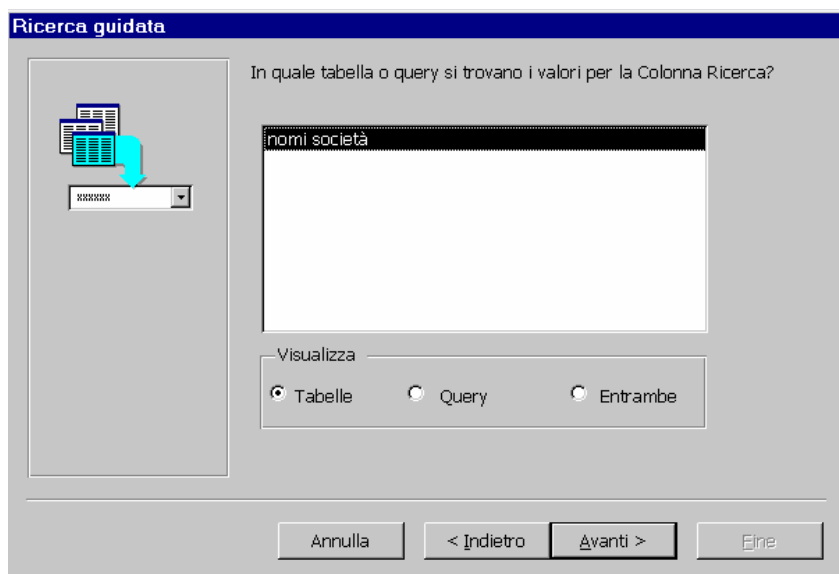 Ricerca guidata
In quale tabella o query si trovano i valori per la Colonna Ricerca?
nomi società
xxxxxx
Visualizza
Tabelle Query Entrambe
Annulla < Indietro Avanti > Fine